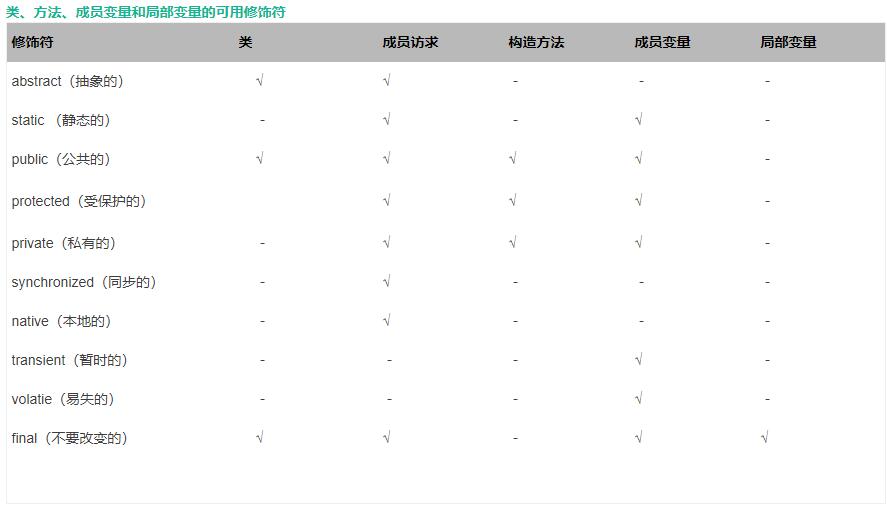 类、方法、成员变量和局部变量的可用修饰符
修饰符 类 成员访求 构造方法 成员变量 局部变量
abstract（抽象的） √ √ - - -
static （静态的） - √ - √ -
public（公共的） √ √ √ √ -
protected（受保护的） √ √ √ -
private（私有的） - √ √ √ -
synchronized（同步的） - √ - - -
native（本地的） - √ - - -
transient（暂时的） - - - √ -
volatie（易失的） - - - √ -
final（不要改变的） √ √ - √ √